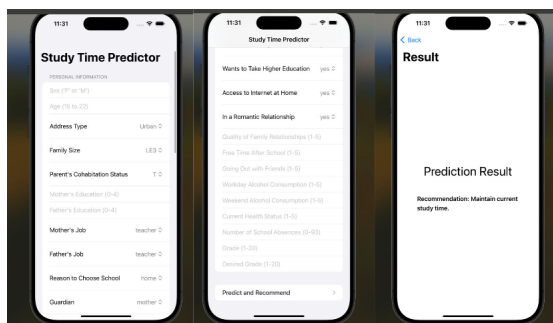 11:31
Study Time Predictor
PERSONAL INFORMATION
Sex ('F' or 'M')
Age (15 to 22)
Address Type Urban
Family Size LE3
Parent's Cohabitation Status T
Mother's Education (0-4)
Father's Education (0-4)
Mother's Job teacher
Father's Job teacher
Reason to Choose School home
Guardian mother
11:31
Study Time Predictor
Wants to Take Higher Education yes
Access to Internet at Home yes
In a Romantic Relationship yes
Quality of Family Relationships (1-5)
Free Time After School (1-5)
Going Out with Friends (1-5)
Workday Alcohol Consumption (1-5)
Weekend Alcohol Consumption (1-5)
Current Health Status (1-5)
Number of School Absences (0-93)
Grade (1-20)
Desired Grade (1-20)
Predict and Recommend
11:31
Back
Result
Prediction Result
Recommendation: Maintain current
study time.